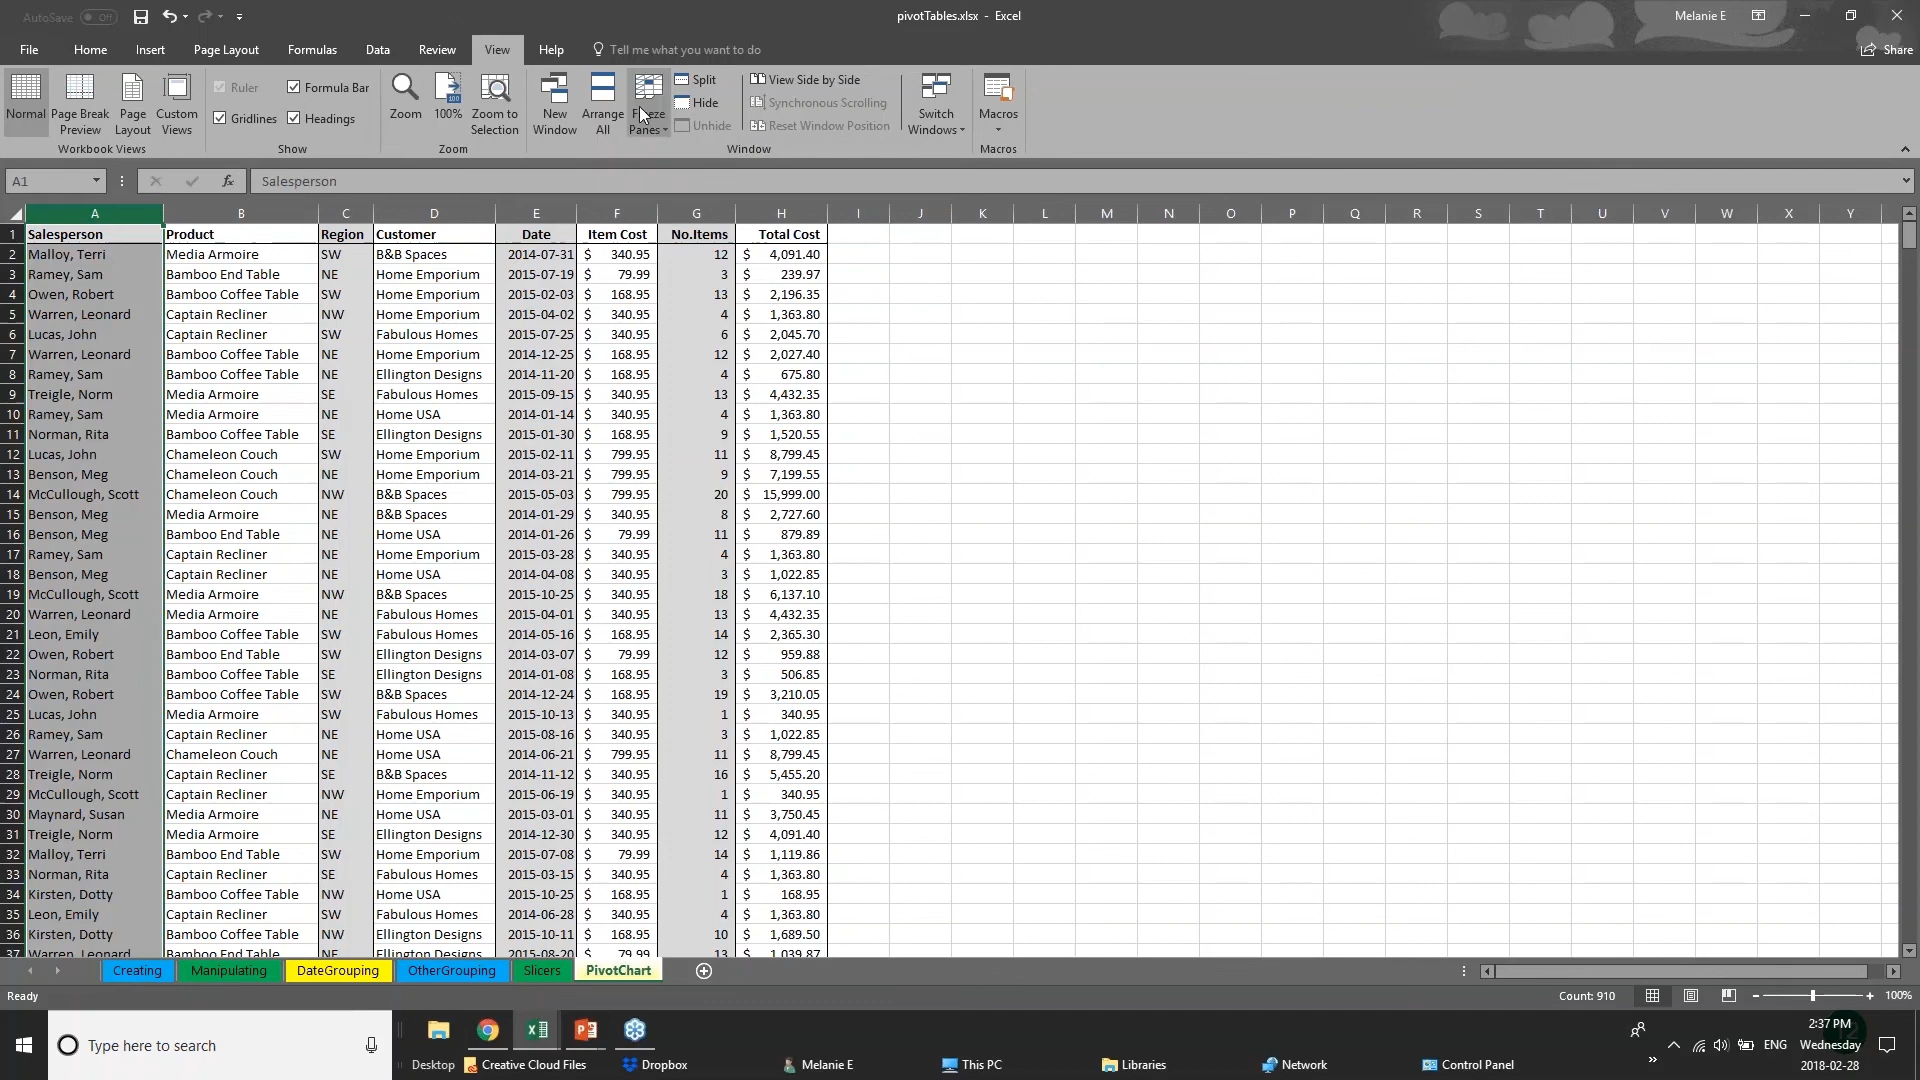 AutoSave Off
pivotTables.xlsx - Excel
Melanie E
File Home Insert Page Layout Formulas Data Review View Help Tell me what you want to do Share
Normal Page Break Preview Page Layout Custom Views
Workbook Views
Ruler Formula Bar
Gridlines Headings
Show
Zoom 100% Zoom to Selection
Zoom
New Window Arrange All Panes
Split
Hide
Unhide
View Side by Side
Synchronous Scrolling
Reset Window Position
Window
Switch Windows
Macros
Macros
A1 fx Salesperson
A B C D E F G H I J K L M N O P Q R S T U V W X Y
1 Salesperson Product Region Customer Date Item Cost No.Items Total Cost
2 Malloy, Terri Media Armoire SW B&B Spaces 2014-07-31 $ 340.95 12 $ 4,091.40
3 Ramey, Sam Bamboo End Table NE Home Emporium 2015-07-19 $ 79.99 3 $ 239.97
4 Owen, Robert Bamboo Coffee Table SW Home Emporium 2015-02-03 $ 168.95 13 $ 2,196.35
5 Warren, Leonard Captain Recliner NW Home Emporium 2015-04-02 $ 340.95 4 $ 1,363.80
6 Lucas, John Captain Recliner SW Fabulous Homes 2015-07-25 $ 340.95 6 $ 2,045.70
7 Warren, Leonard Bamboo Coffee Table NE Home Emporium 2014-12-25 $ 168.95 12 $ 2,027.40
8 Ramey, Sam Bamboo Coffee Table NE Ellington Designs 2014-11-20 $ 168.95 4 $ 675.80
9 Treigle, Norm Media Armoire SE Fabulous Homes 2015-09-15 $ 340.95 13 $ 4,432.35
10 Ramey, Sam Media Armoire NE Home USA 2014-01-14 $ 340.95 4 $ 1,363.80
11 Norman, Rita Bamboo Coffee Table SE Ellington Designs 2015-01-30 $ 168.95 9 $ 1,520.55
12 Lucas, John Chameleon Couch SW Home Emporium 2015-02-11 $ 799.95 11 $ 8,799.45
13 Benson, Meg Chameleon Couch NE Home Emporium 2014-03-21 $ 799.95 9 $ 7,199.55
14 McCullough, Scott Chameleon Couch NW B&B Spaces 2015-05-03 $ 799.95 20 $ 15,999.00
15 Benson, Meg Media Armoire NE B&B Spaces 2014-01-29 $ 340.95 8 $ 2,727.60
16 Benson, Meg Bamboo End Table NE Home USA 2014-01-26 $ 79.99 11 $ 879.89
17 Ramey, Sam Captain Recliner NE Home Emporium 2015-03-28 $ 340.95 4 $ 1,363.80
18 Benson, Meg Captain Recliner NE Home USA 2014-04-08 $ 340.95 3 $ 1,022.85
19 McCullough, Scott Media Armoire NW B&B Spaces 2015-10-25 $ 340.95 18 $ 6,137.10
20 Warren, Leonard Media Armoire NE Fabulous Homes 2015-04-01 $ 340.95 13 $ 4,432.35
21 Leon, Emily Bamboo Coffee Table SW Fabulous Homes 2014-05-16 $ 168.95 14 $ 2,365.30
22 Owen, Robert Bamboo End Table SW Ellington Designs 2014-03-07 $ 79.99 12 $ 959.88
23 Norman, Rita Bamboo Coffee Table SE Ellington Designs 2014-01-08 $ 168.95 3 $ 506.85
24 Owen, Robert Bamboo Coffee Table SW B&B Spaces 2014-12-24 $ 168.95 19 $ 3,210.05
25 Lucas, John Media Armoire SW Fabulous Homes 2015-10-13 $ 340.95 1 $ 340.95
26 Ramey, Sam Captain Recliner NE Home USA 2015-08-16 $ 340.95 3 $ 1,022.85
27 Warren, Leonard Chameleon Couch NE Home USA 2014-06-21 $ 799.95 11 $ 8,799.45
28 Treigle, Norm Captain Recliner SE B&B Spaces 2014-11-12 $ 340.95 16 $ 5,455.20
29 McCullough, Scott Captain Recliner NW Home Emporium 2015-06-19 $ 340.95 1 $ 340.95
30 Maynard, Susan Media Armoire NE Home USA 2015-03-01 $ 340.95 11 $ 3,750.45
31 Treigle, Norm Media Armoire SE Ellington Designs 2014-12-30 $ 340.95 12 $ 4,091.40
32 Malloy, Terri Bamboo End Table SW Home Emporium 2015-07-08 $ 79.99 14 $ 1,119.86
33 Norman, Rita Captain Recliner SE Fabulous Homes 2015-03-15 $ 340.95 4 $ 1,363.80
34 Kirsten, Dotty Bamboo Coffee Table NW Home USA 2015-10-25 $ 168.95 1 $ 168.95
35 Leon, Emily Captain Recliner SW Fabulous Homes 2014-06-28 $ 340.95 4 $ 1,363.80
36 Kirsten, Dotty Bamboo Coffee Table NW Ellington Designs 2015-10-11 $ 168.95 10 $ 1,689.50
37 Warren, Leonard Bamboo End Table NE Ellington Designs 2015-08-20 $ 79.99 13 $ 1,039.87
Creating Manipulating DateGrouping OtherGrouping Slicers PivotChart
Ready Count: 910 100%
Type here to search
Desktop Creative Cloud Files Dropbox Melanie E This PC Libraries Network Control Panel
ENG
2:37 PM
Wednesday
2018-02-28